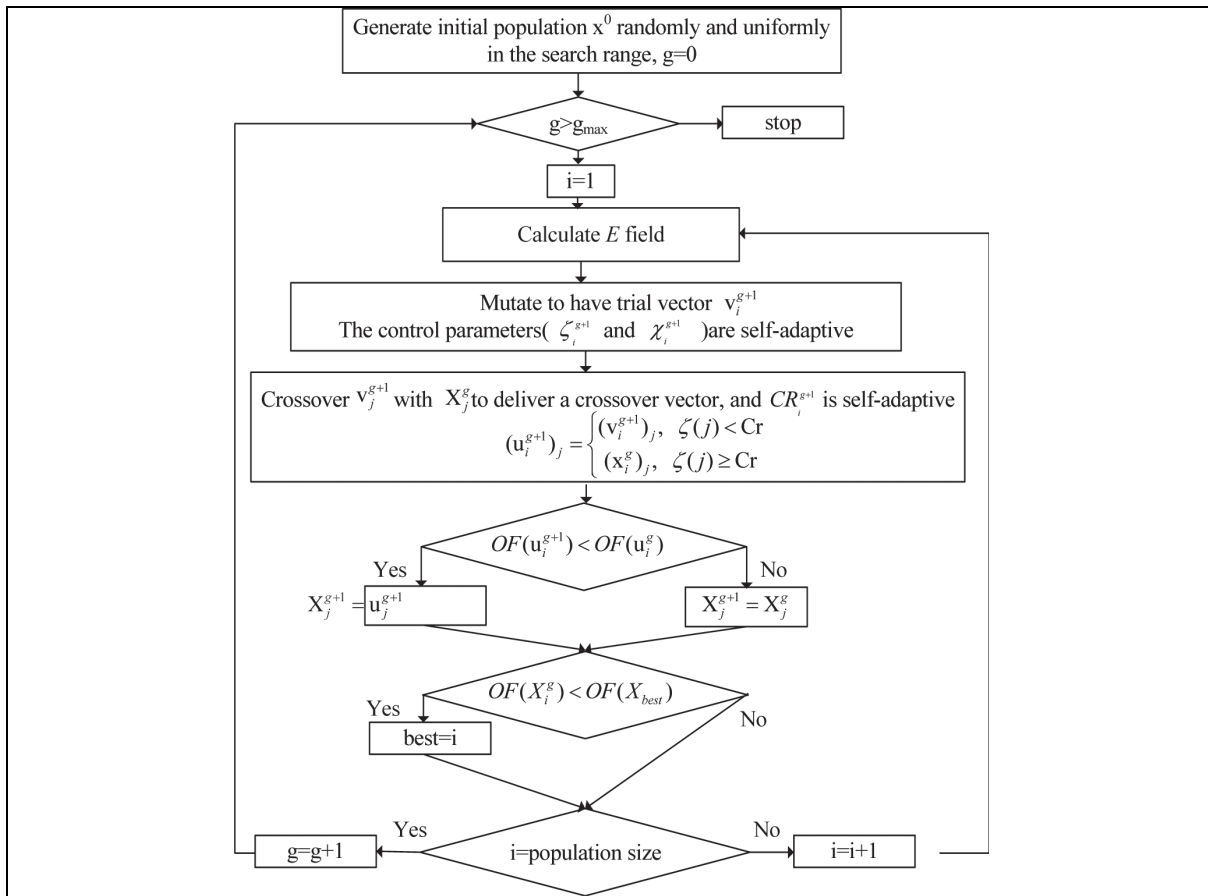 Generate initial population x⁰ randomly and uniformly
in the search range, g=0
g>g_max
stop
i=1
Calculate E field
Mutate to have trial vector v_i^{g+1}
The control parameters( ζ_i^{g+1} and χ_i^{g+1} )are self-adaptive
Crossover v_j^{g+1} with X_j^g to deliver a crossover vector, and CR_i^{g+1} is self-adaptive
(u_i^{g+1})_j = { (v_i^{g+1})_j, ζ(j) < Cr
(x_i^g)_j, ζ(j) ≥ Cr
OF(u_i^{g+1}) < OF(u_i^g)
Yes
No
X_j^{g+1} = u_j^{g+1}
X_j^{g+1} = X_j^g
OF(X_i^g) < OF(X_best)
Yes
No
best=i
Yes
No
g=g+1
i=population size
i=i+1